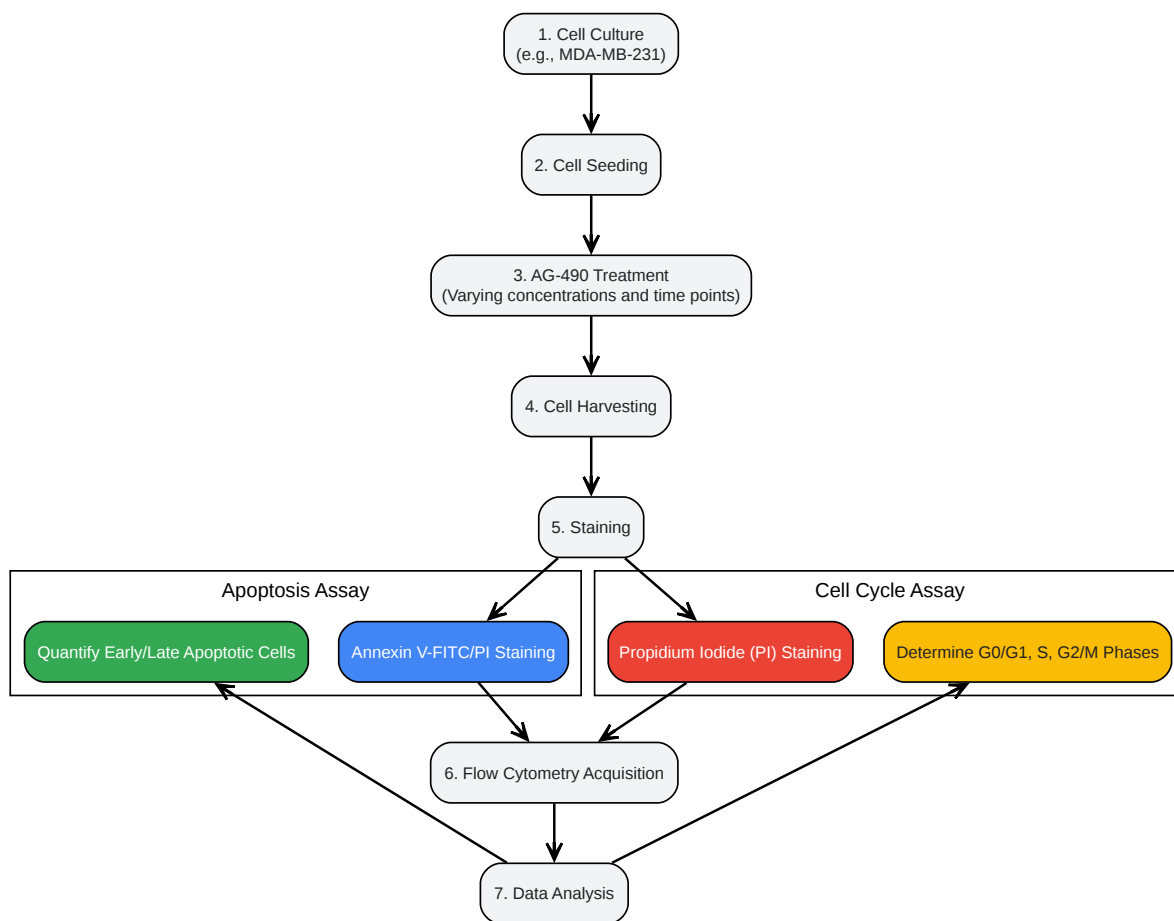 1. Cell Culture
(e.g., MDA-MB-231)
2. Cell Seeding
3. AG-490 Treatment
(Varying concentrations and time points)
4. Cell Harvesting
5. Staining
Apoptosis Assay
Cell Cycle Assay
Quantify Early/Late Apoptotic Cells
Annexin V-FITC/PI Staining
Propidium Iodide (PI) Staining
Determine G0/G1, S, G2/M Phases
6. Flow Cytometry Acquisition
7. Data Analysis